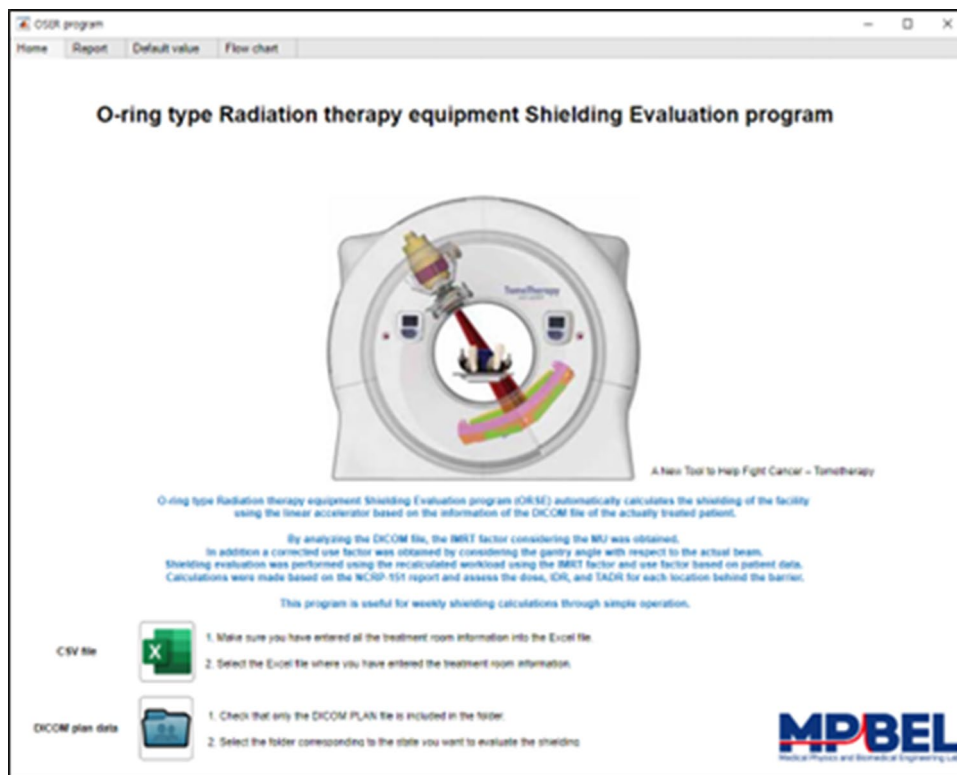 OSER program
Home Report Default value Flow chart
O-ring type Radiation therapy equipment Shielding Evaluation program
TomoTherapy
A New Tool to Help Fight Cancer – Tomotherapy
O-ring type Radiation therapy equipment Shielding Evaluation program (ORSE) automatically calculates the shielding of the facility
using the linear accelerator based on the information of the DICOM file of the actually treated patient.
By analyzing the DICOM file, the IMRT factor considering the MU was obtained.
In addition a corrected use factor was obtained by considering the gantry angle with respect to the actual beam.
Shielding evaluation was performed using the recalculated workload using the IMRT factor and use factor based on patient data.
Calculations were made based on the NCRP-151 report and assess the dose, IDR, and TADR for each location behind the barrier.
This program is useful for weekly shielding calculations through simple operation.
CSV file
1. Make sure you have entered all the treatment room information into the Excel file.
2. Select the Excel file where you have entered the treatment room information.
DICOM plan data
1. Check that only the DICOM PLAN file is included in the folder.
2. Select the folder corresponding to the state you want to evaluate the shielding
MPBEL
Medical Physics and Biomedical Engineering Lab